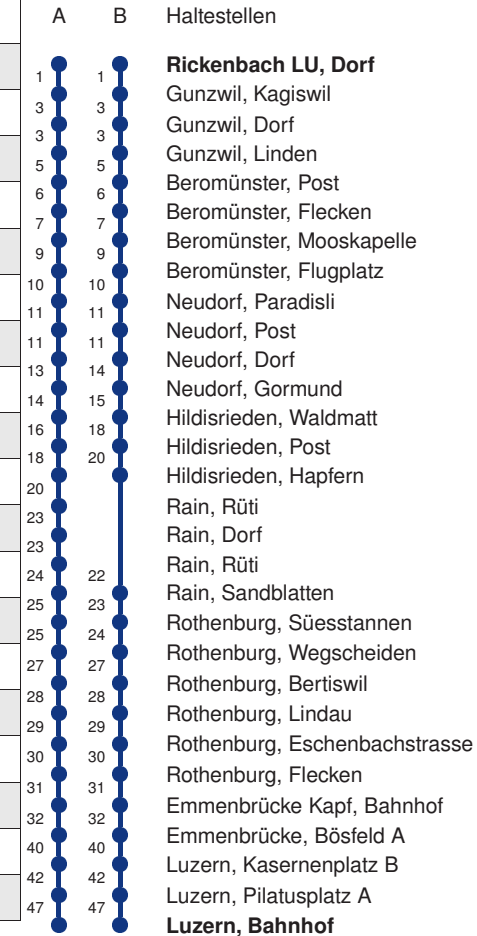 A B Haltestellen
Rickenbach LU, Dorf
1 1 Gunzwil, Kagiswil
3 3 Gunzwil, Dorf
3 3 Gunzwil, Linden
5 5 Beromünster, Post
6 6 Beromünster, Flecken
7 7 Beromünster, Mooskapelle
9 9 Beromünster, Flugplatz
10 10 Neudorf, Paradisli
11 11 Neudorf, Post
11 11 Neudorf, Dorf
13 14 Neudorf, Gormund
14 15 Hildisrieden, Waldmatt
16 18 Hildisrieden, Post
18 20 Hildisrieden, Hapfern
20 Rain, Rüti
23 Rain, Dorf
23 Rain, Rüti
24 22 Rain, Sandblatten
25 23 Rothenburg, Süesstannen
25 24 Rothenburg, Wegscheiden
27 27 Rothenburg, Bertiswil
28 28 Rothenburg, Lindau
29 29 Rothenburg, Eschenbachstrasse
30 30 Rothenburg, Flecken
31 31 Emmenbrücke Kapf, Bahnhof
32 32 Emmenbrücke, Bösfeld A
40 40 Luzern, Kasernenplatz B
42 42 Luzern, Pilatusplatz A
47 47 Luzern, Bahnhof